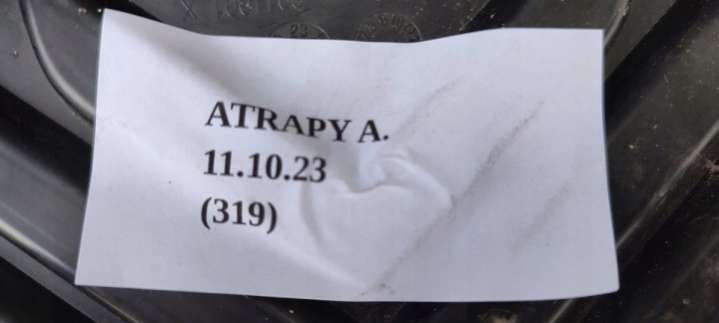 ATRAPY A.
11.10.23
(319)